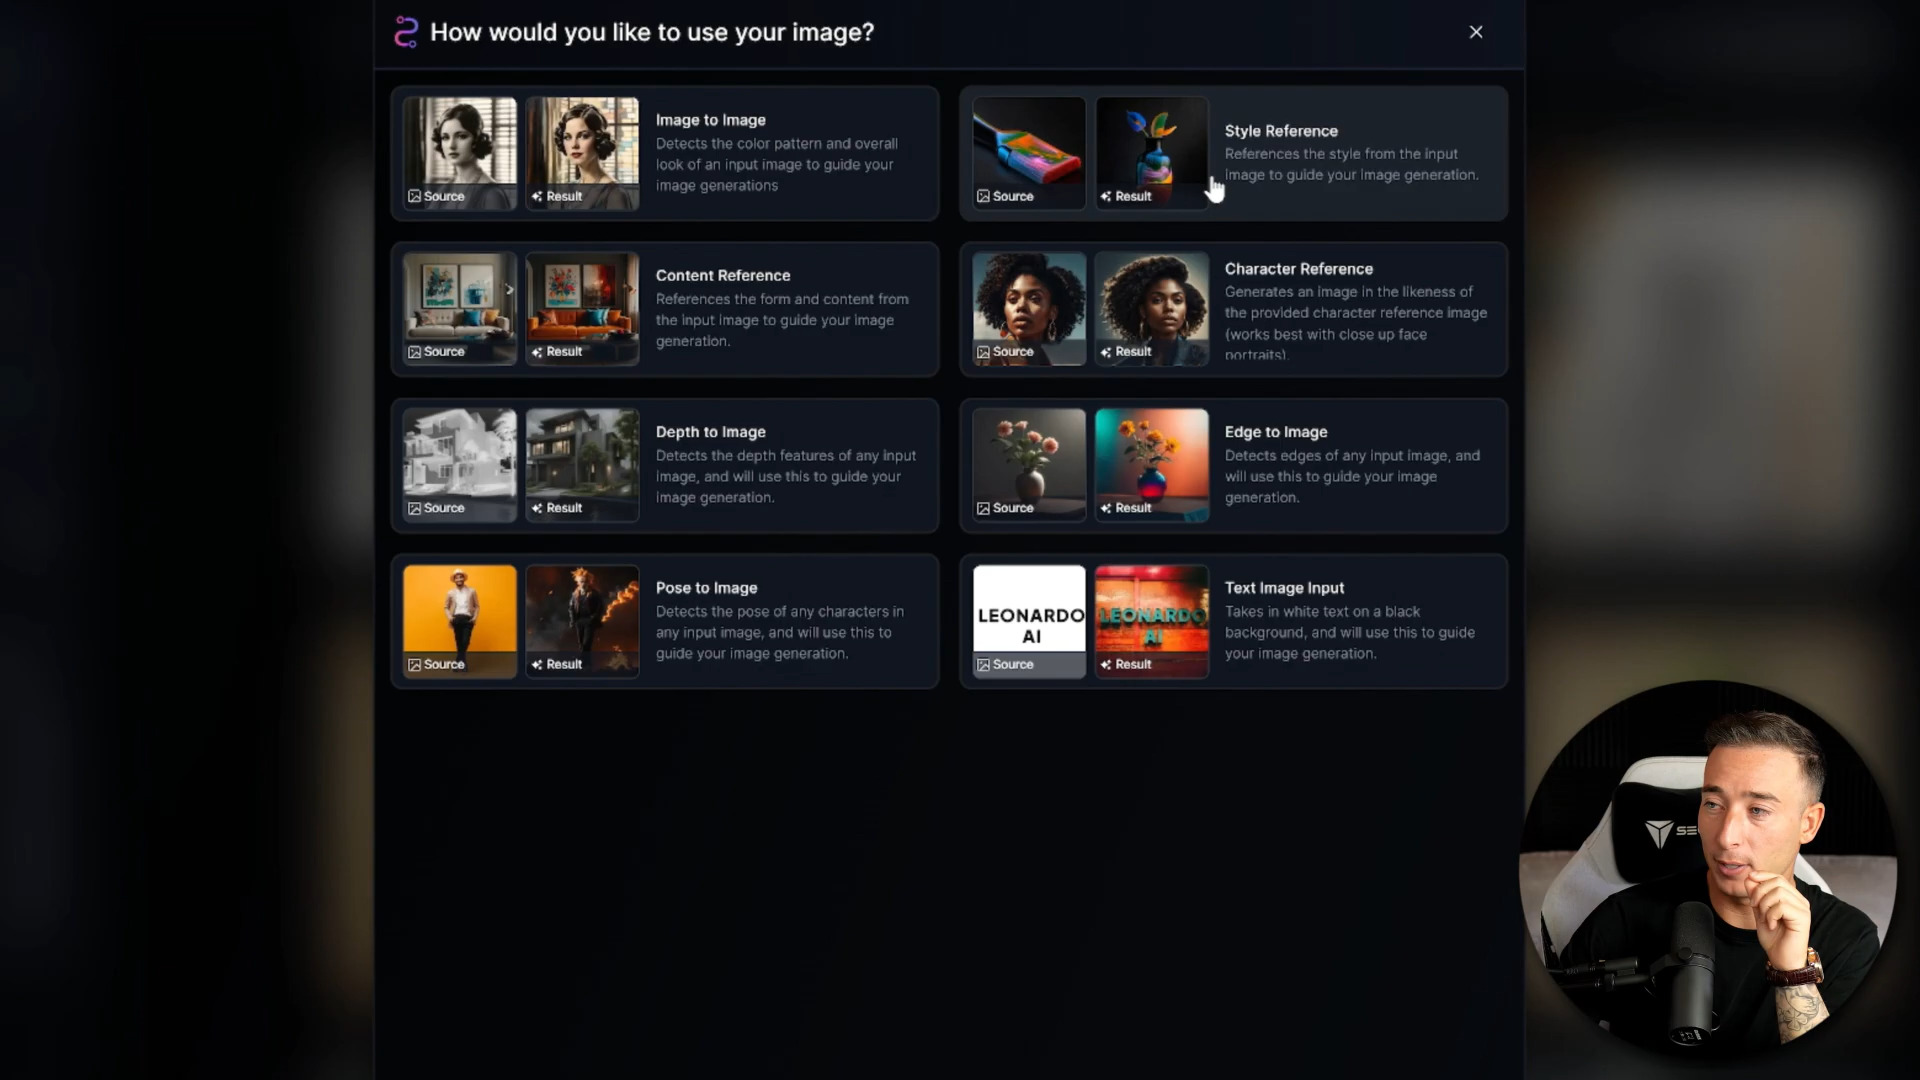 How would you like to use your image?
Image to Image
Detects the color pattern and overall
look of an input image to guide your
image generations
Source
Result
Style Reference
References the style from the input
image to guide your image generation.
Source
Result
Content Reference
References the form and content from
the input image to guide your image
generation.
Source
Result
Character Reference
Generates an image in the likeness of
the provided character reference image
(works best with close up face
portraits).
Source
Result
Depth to Image
Detects the depth features of any input
image, and will use this to guide your
image generation.
Source
Result
Edge to Image
Detects edges of any input image, and
will use this to guide your image
generation.
Source
Result
Pose to Image
Detects the pose of any characters in
any input image, and will use this to
guide your image generation.
Source
Result
LEONARDO
AI
Source
LEONARDO
AI
Result
Text Image Input
Takes in white text on a black
background, and will use this to guide
your image generation.